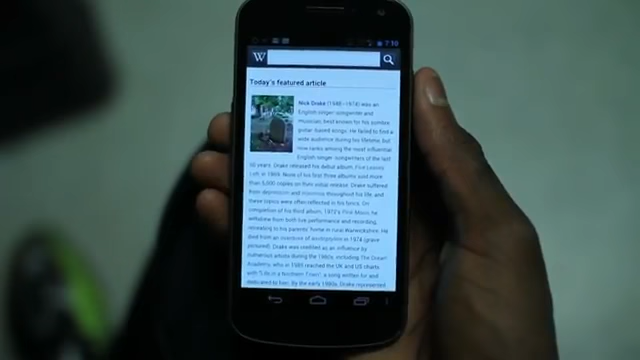 7:10
W
Today's featured article
Nick Drake (1948–1974) was an
English singer-songwriter and
musician, best known for his sombre
guitar-based songs. He failed to find a
wide audience during his lifetime, but
now ranks among the most influential
English singer-songwriters of the last
50 years. Drake released his debut album, Five Leaves
Left, in 1969. None of his first three albums sold more
than 5,000 copies on their initial release. Drake suffered
from depression and insomnia throughout his life, and
these topics were often reflected in his lyrics. On
completion of his third album, 1972's Pink Moon, he
withdrew from both live performance and recording,
retreating to his parents' home in rural Warwickshire. He
died from an overdose of amitriptyline in 1974 (grave
pictured). Drake was credited as an influence by
numerous artists during the 1980s, including The Dream
Academy, who in 1985 reached the UK and US charts
with "Life in a Northern Town", a song written for and
dedicated to him. By the early 1990s, Drake represented